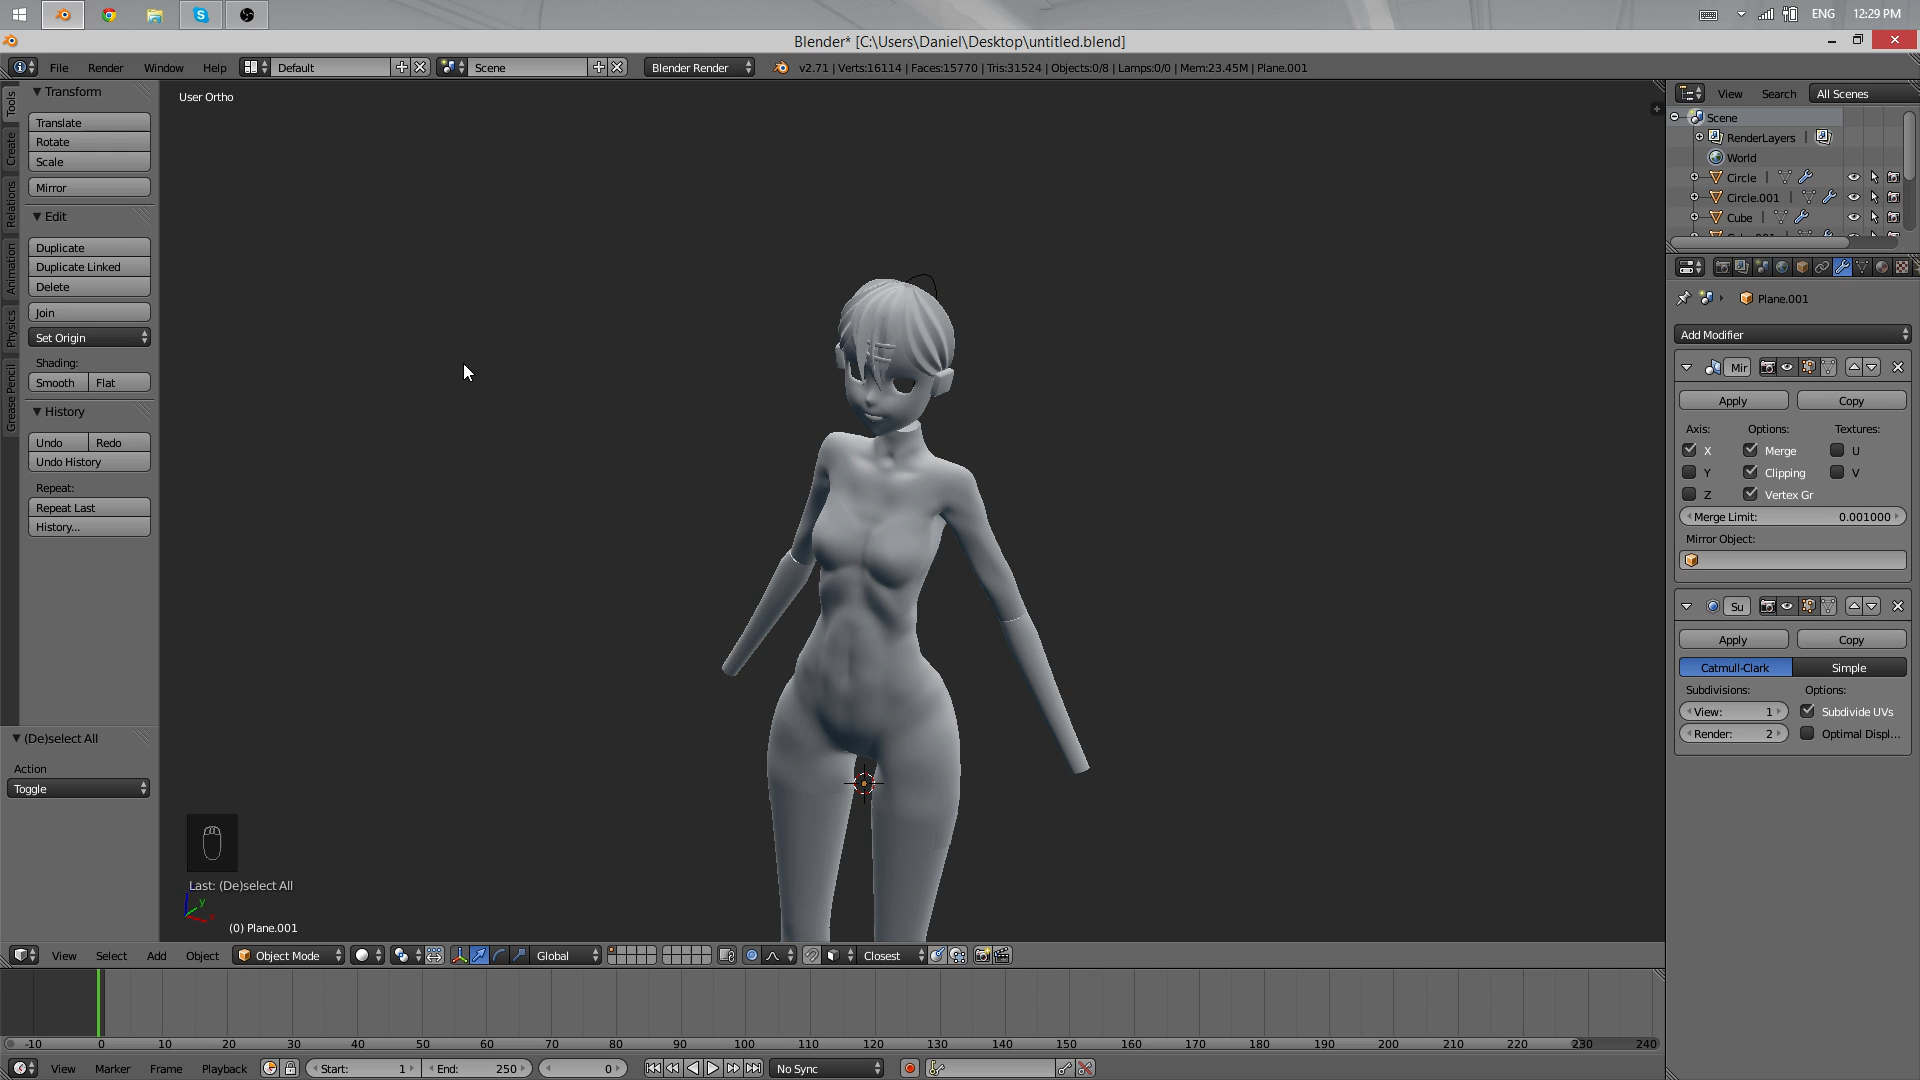 ENG 12:29 PM
Blender* [C:\Users\Daniel\Desktop\untitled.blend]
File Render Window Help Default Scene Blender Render v2.71 | Verts:16114 | Faces:15770 | Tris:31524 | Objects:0/8 | Lamps:0/0 | Mem:23.45M | Plane.001
Tools
Create
Relations
Animation
Physics
Grease Pencil
Transform
Translate
Rotate
Scale
Mirror
Edit
Duplicate
Duplicate Linked
Delete
Join
Set Origin
Shading:
Smooth Flat
History
Undo Redo
Undo History
Repeat:
Repeat Last
History...
(De)select All
Action
Toggle
User Ortho
Last: (De)select All
y
x
(0) Plane.001
View Search All Scenes
Scene
RenderLayers |
World
Circle |
Circle.001 |
Cube |
Plane.001
Add Modifier
Mir
Apply Copy
Axis: Options: Textures:
X Merge U
Y Clipping V
Z Vertex Gr
Merge Limit: 0.001000
Mirror Object:
Su
Apply Copy
Catmull-Clark Simple
Subdivisions: Options:
View: 1 Subdivide UVs
Render: 2 Optimal Displ...
View Select Add Object Object Mode Global Closest
-10 0 10 20 30 40 50 60 70 80 90 100 110 120 130 140 150 160 170 180 190 200 210 220 230 240
View Marker Frame Playback Start: 1 End: 250 0 No Sync